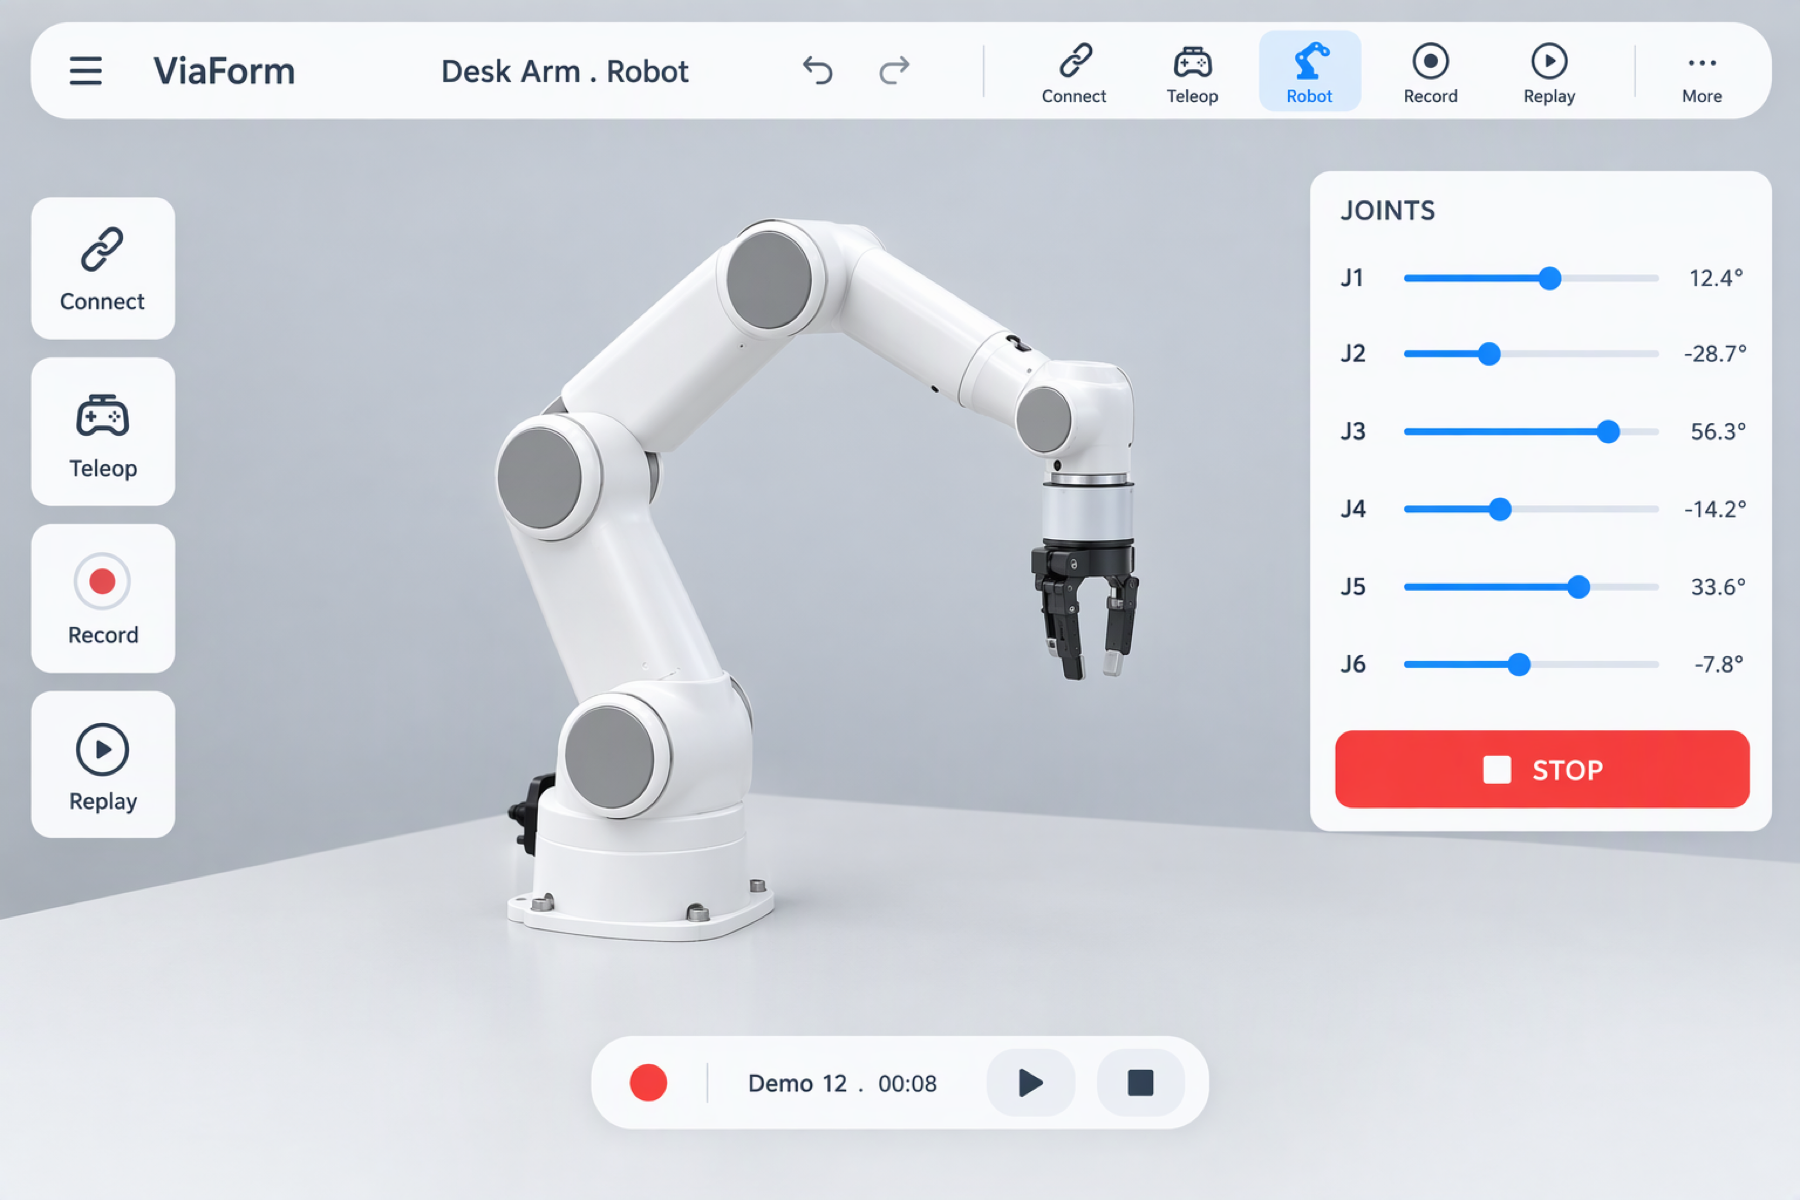 ViaForm
Desk Arm . Robot
Connect
Teleop
Robot
Record
Replay
More
Connect
Teleop
Record
Replay
JOINTS
J1 12.4°
J2 -28.7°
J3 56.3°
J4 -14.2°
J5 33.6°
J6 -7.8°
STOP
Demo 12 . 00:08